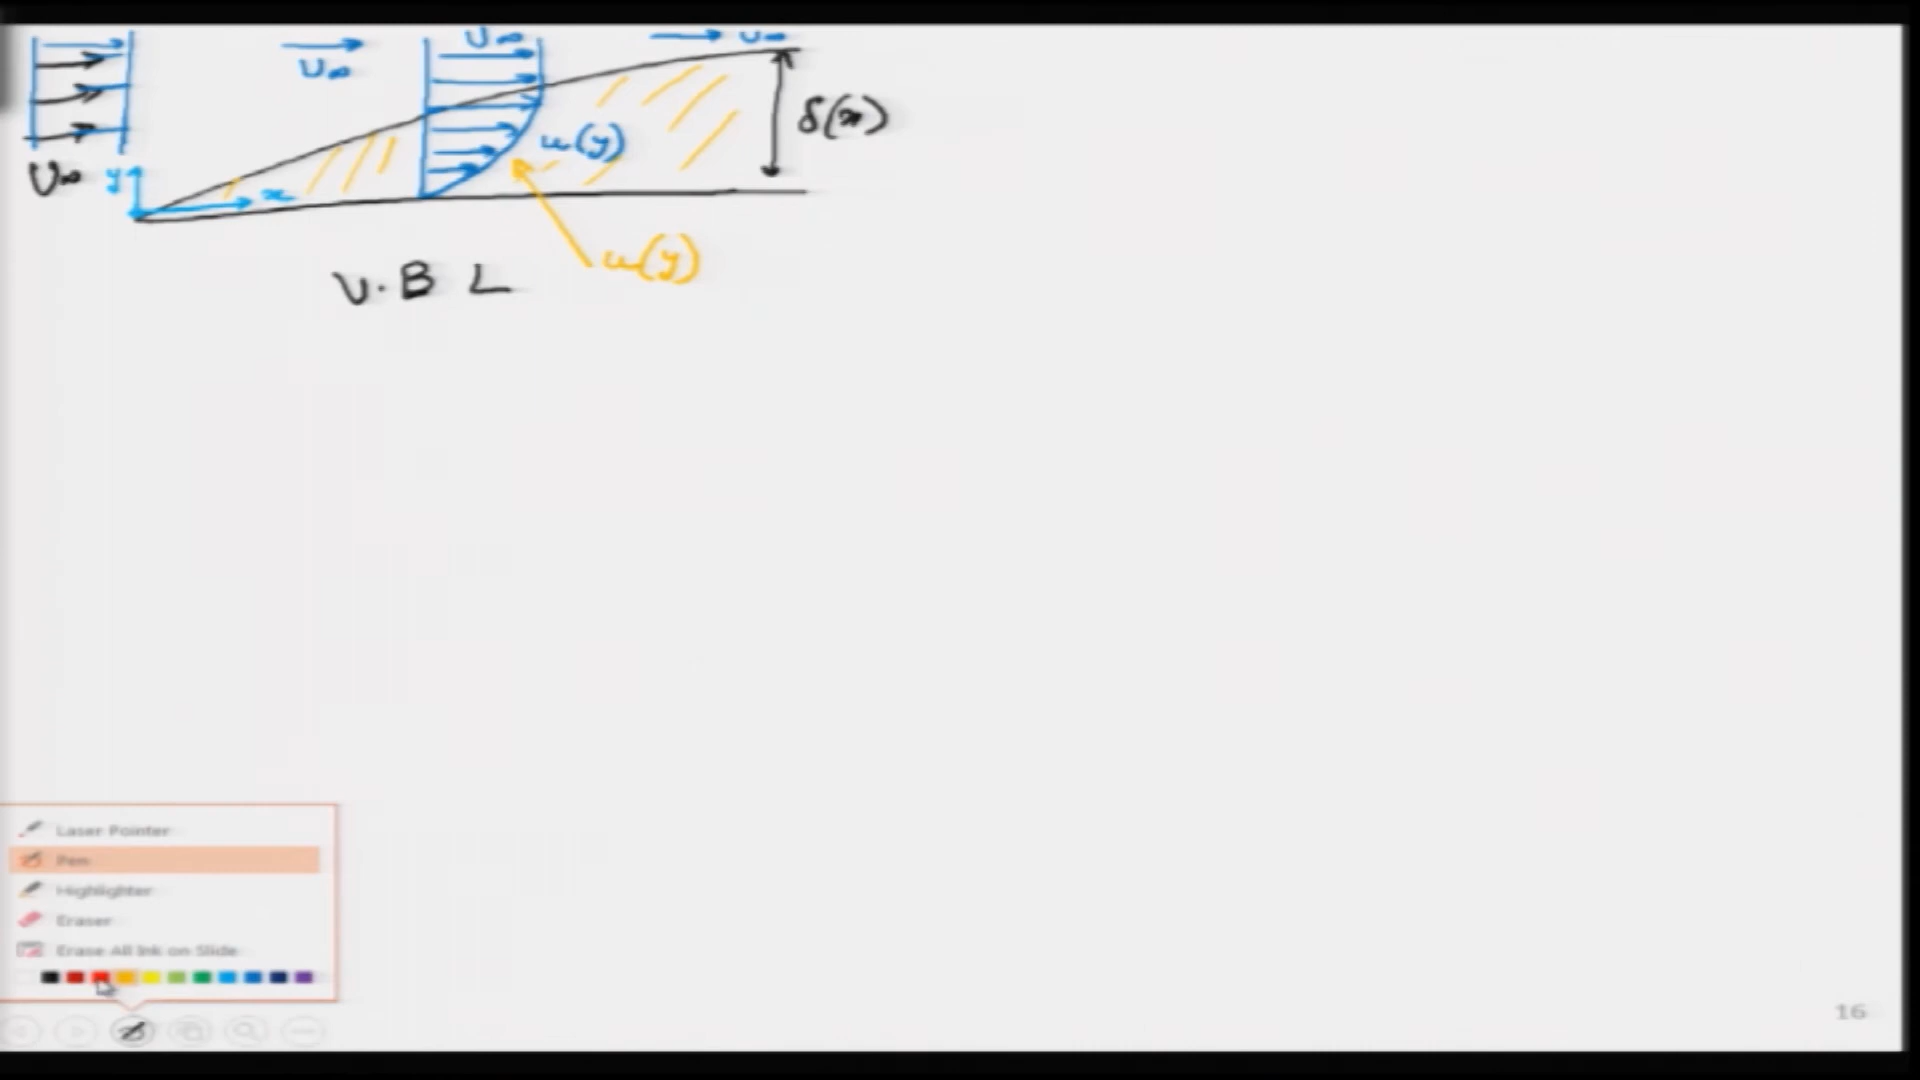 U∞
U∞
U∞
U∞
y
x
u(y)
δ(x)
u(y)
V.B L
Laser Pointer
Pen
Highlighter
Eraser
Erase All Ink on Slide
16